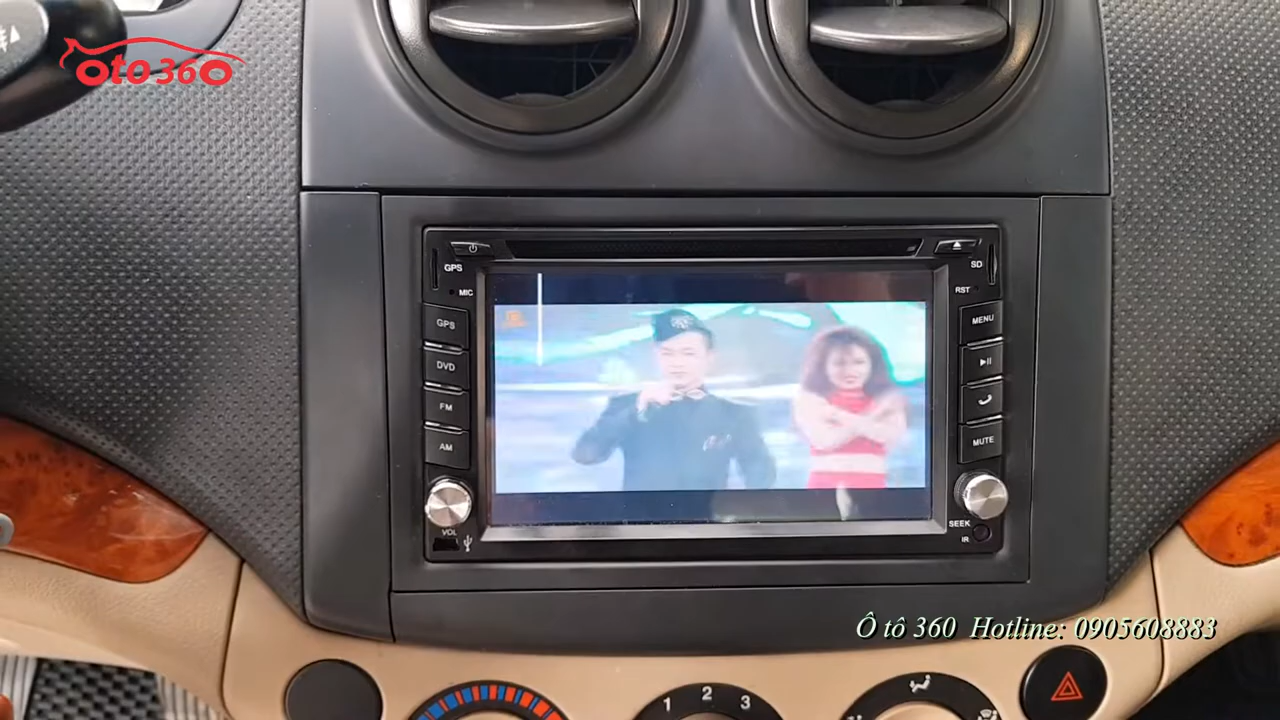 oto360
GPS
MIC
GPS
DVD
FM
AM
VOL
SD
RST
MENU
MUTE
SEEK
IR
Ô tô 360 Hotline: 0905608883
1 2 3